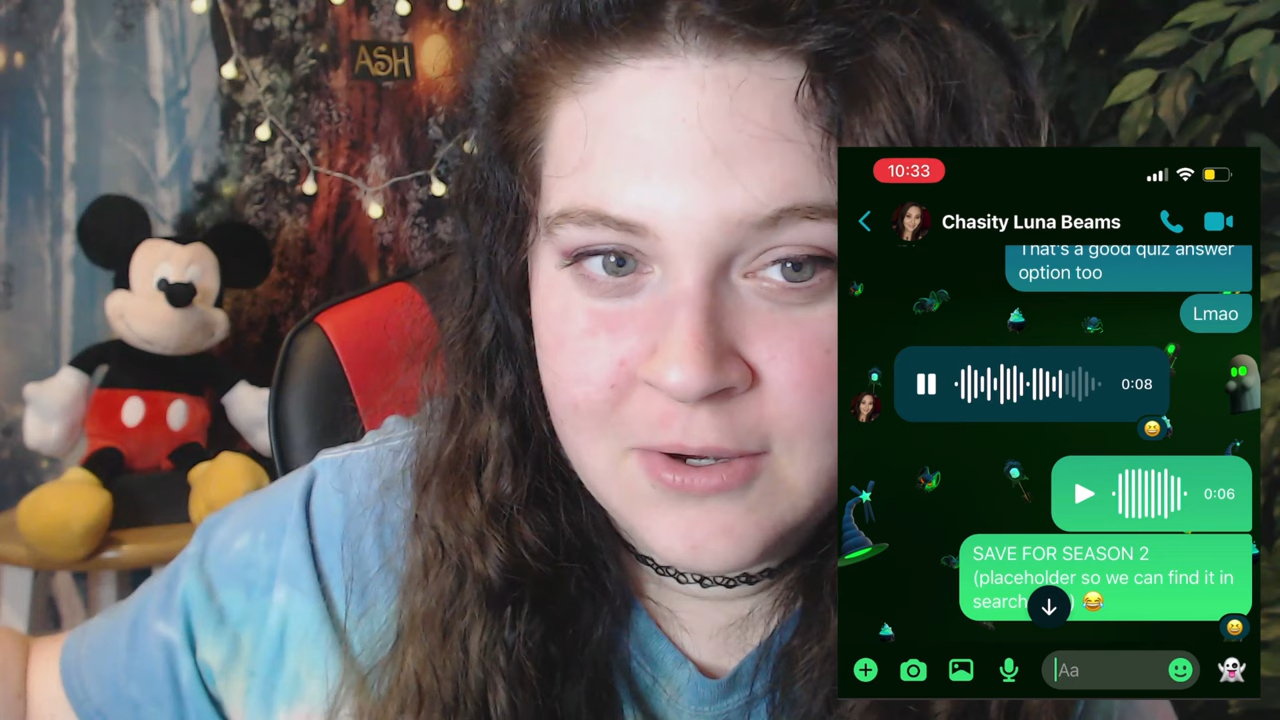 ASH
10:33
Chasity Luna Beams
That's a good quiz answer
option too
Lmao
0:08
0:06
SAVE FOR SEASON 2
(placeholder so we can find it in
search
) 😂
Aa